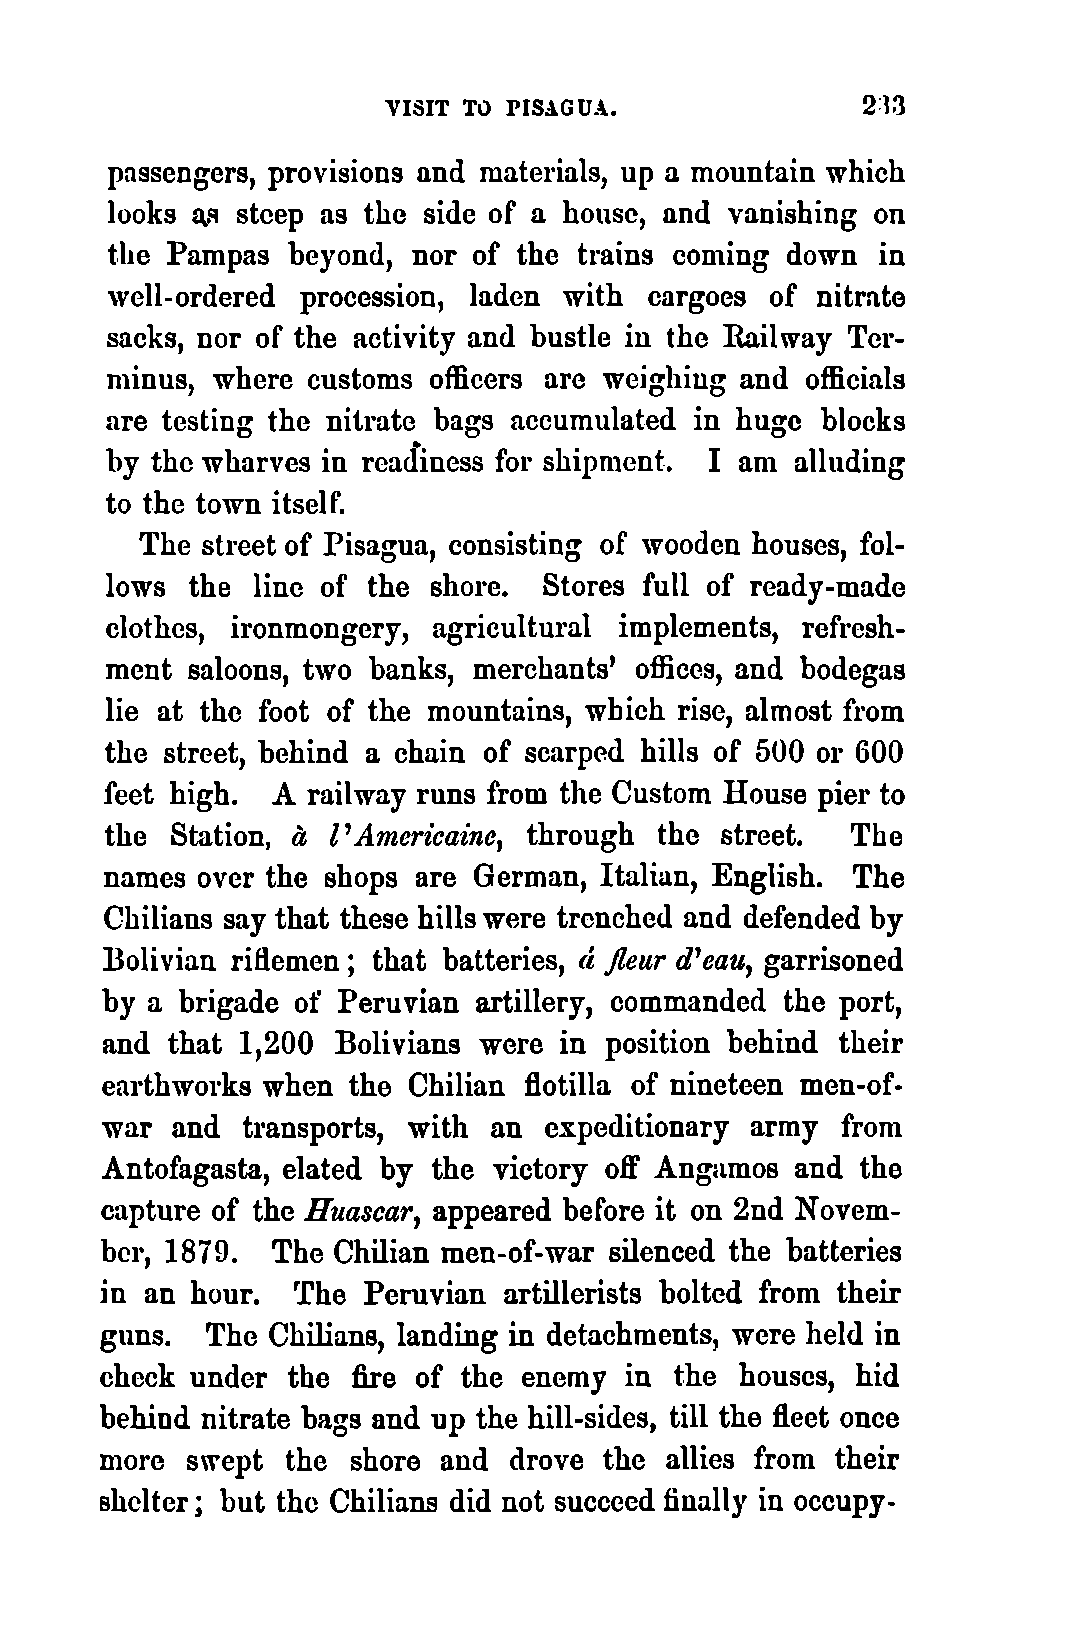 VISIT TO PISAGUA. 233
passengers, provisions and materials, up a mountain which
looks as steep as the side of a house, and vanishing on
the Pampas beyond, nor of the trains coming down in
well-ordered procession, laden with cargoes of nitrate
sacks, nor of the activity and bustle in the Railway Ter-
minus, where customs officers are weighing and officials
are testing the nitrate bags accumulated in huge blocks
by the wharves in readiness for shipment. I am alluding
to the town itself.
The street of Pisagua, consisting of wooden houses, fol-
lows the line of the shore. Stores full of ready-made
clothes, ironmongery, agricultural implements, refresh-
ment saloons, two banks, merchants' offices, and bodegas
lie at the foot of the mountains, which rise, almost from
the street, behind a chain of scarped hills of 500 or 600
feet high. A railway runs from the Custom House pier to
the Station, à l'Americaine, through the street. The
names over the shops are German, Italian, English. The
Chilians say that these hills were trenched and defended by
Bolivian riflemen; that batteries, á fleur d'eau, garrisoned
by a brigade of Peruvian artillery, commanded the port,
and that 1,200 Bolivians were in position behind their
earthworks when the Chilian flotilla of nineteen men-of-
war and transports, with an expeditionary army from
Antofagasta, elated by the victory off Angamos and the
capture of the Huascar, appeared before it on 2nd Novem-
ber, 1879. The Chilian men-of-war silenced the batteries
in an hour. The Peruvian artillerists bolted from their
guns. The Chilians, landing in detachments, were held in
check under the fire of the enemy in the houses, hid
behind nitrate bags and up the hill-sides, till the fleet once
more swept the shore and drove the allies from their
shelter; but the Chilians did not succeed finally in occupy-